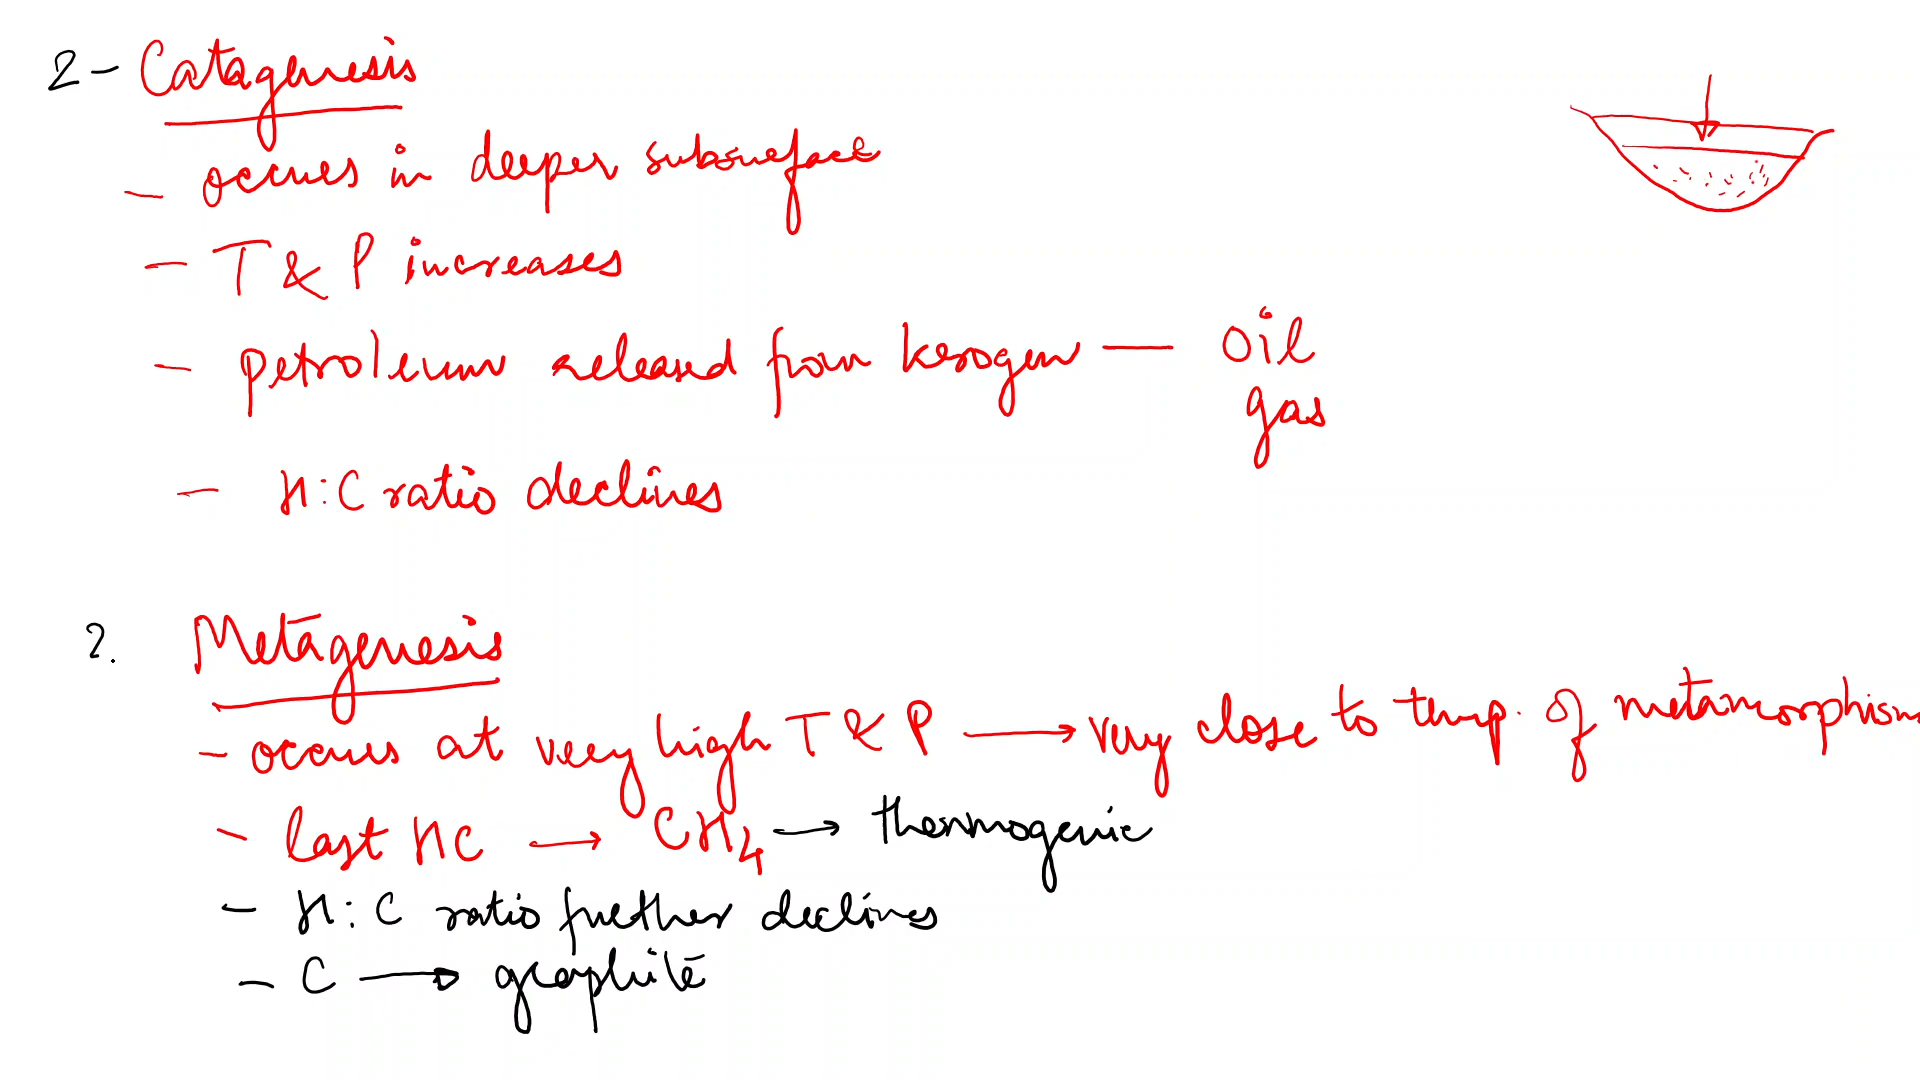 2- Catagenesis
- occurs in deeper subsurface
- T & P increases
- petroleum released from kerogen — oil
gas
- H:C ratio declines
2. Metagenesis
- occurs at very high T & P → very close to temp. of metamorphism
- last HC → CH4 → thermogenic
- H:C ratio further declines
- C → graphite